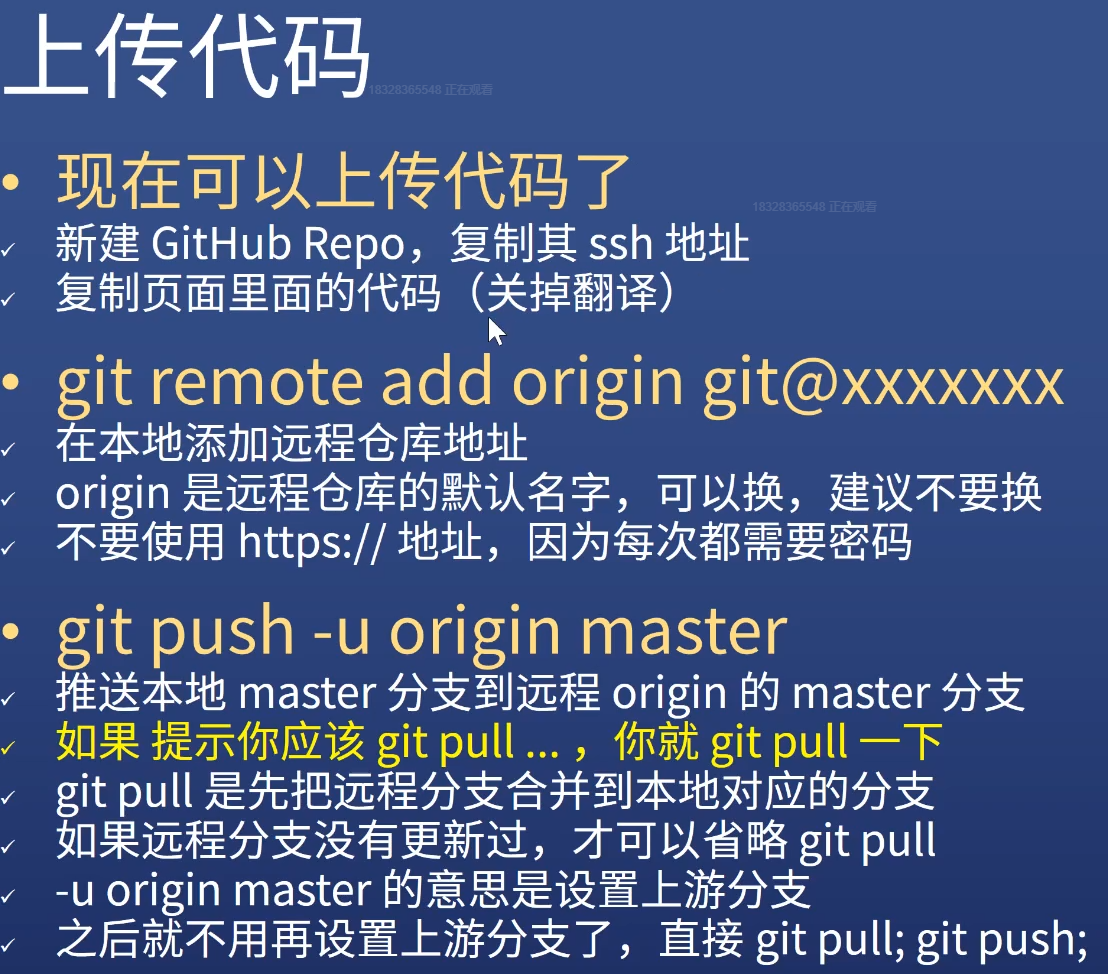 上传代码
18328365548 正在观看
• 现在可以上传代码了
18328365548 正在观看
✓ 新建 GitHub Repo，复制其 ssh 地址
✓ 复制页面里面的代码（关掉翻译）
• git remote add origin git@xxxxxxx
✓ 在本地添加远程仓库地址
✓ origin 是远程仓库的默认名字，可以换，建议不要换
✓ 不要使用 https:// 地址，因为每次都需要密码
• git push -u origin master
✓ 推送本地 master 分支到远程 origin 的 master 分支
✓ 如果 提示你应该 git pull ... ，你就 git pull 一下
✓ git pull 是先把远程分支合并到本地对应的分支
✓ 如果远程分支没有更新过，才可以省略 git pull
✓ -u origin master 的意思是设置上游分支
✓ 之后就不用再设置上游分支了，直接 git pull; git push;